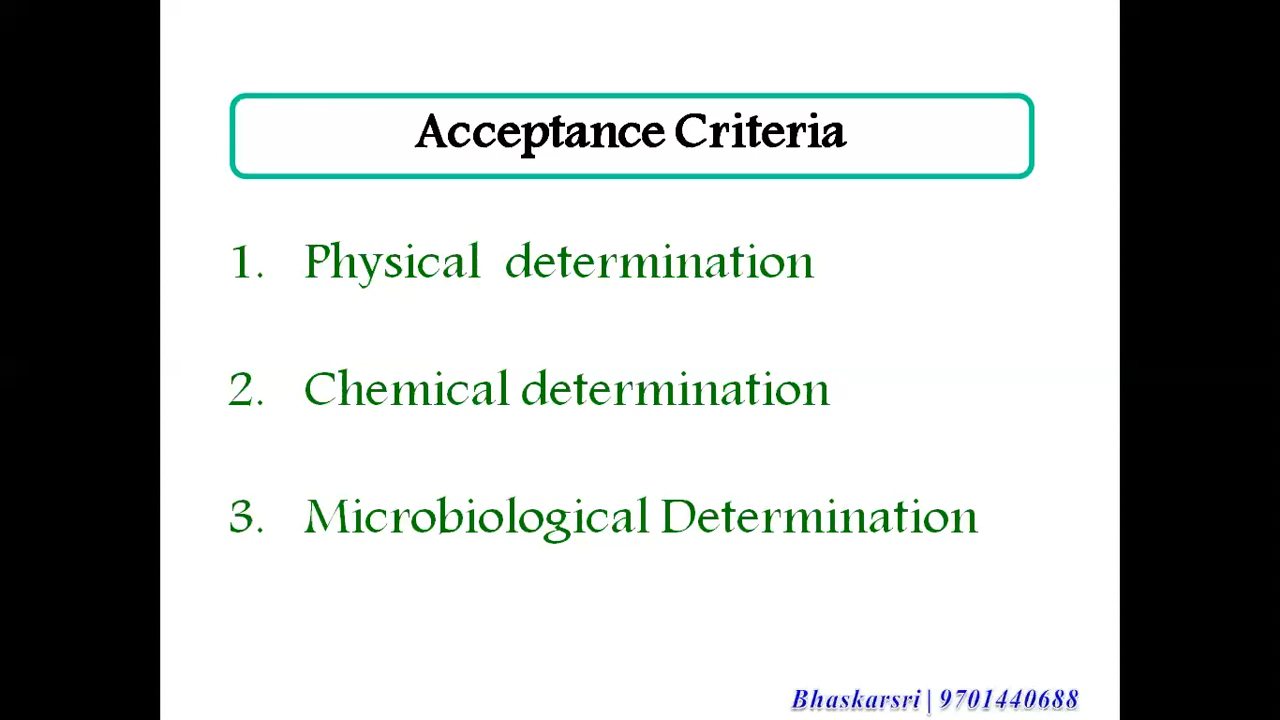 Acceptance Criteria
1. Physical determination
2. Chemical determination
3. Microbiological Determination
Bhaskarsri | 9701440688